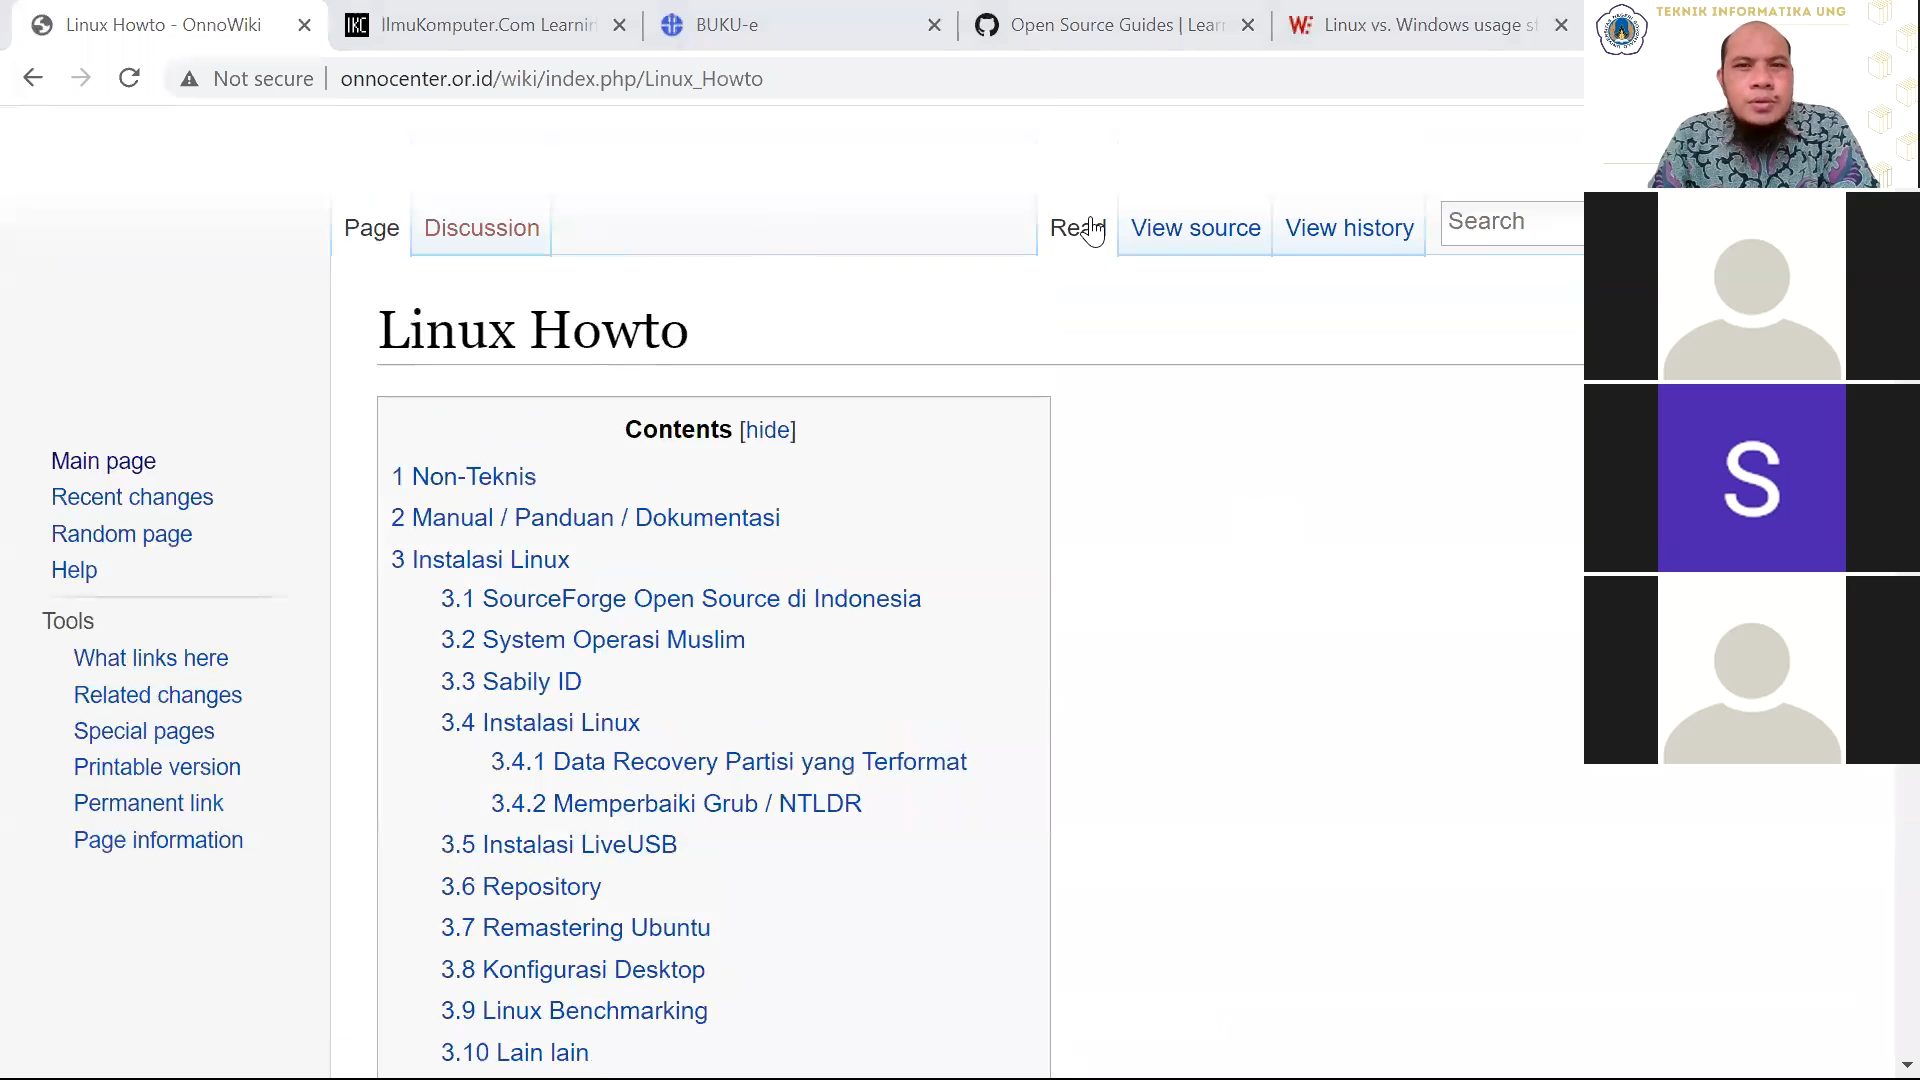 Linux Howto - OnnoWiki
IlmuKomputer.Com Learnin
BUKU-e
Open Source Guides | Lear
Linux vs. Windows usage st
TEKNIK INFORMATIKA UNG
Not secure
onnocenter.or.id/wiki/index.php/Linux_Howto
Page
Discussion
Read
View source
View history
Search
Linux Howto
Contents [hide]
1 Non-Teknis
2 Manual / Panduan / Dokumentasi
3 Instalasi Linux
3.1 SourceForge Open Source di Indonesia
3.2 System Operasi Muslim
3.3 Sabily ID
3.4 Instalasi Linux
3.4.1 Data Recovery Partisi yang Terformat
3.4.2 Memperbaiki Grub / NTLDR
3.5 Instalasi LiveUSB
3.6 Repository
3.7 Remastering Ubuntu
3.8 Konfigurasi Desktop
3.9 Linux Benchmarking
3.10 Lain lain
Main page
Recent changes
Random page
Help
Tools
What links here
Related changes
Special pages
Printable version
Permanent link
Page information
S